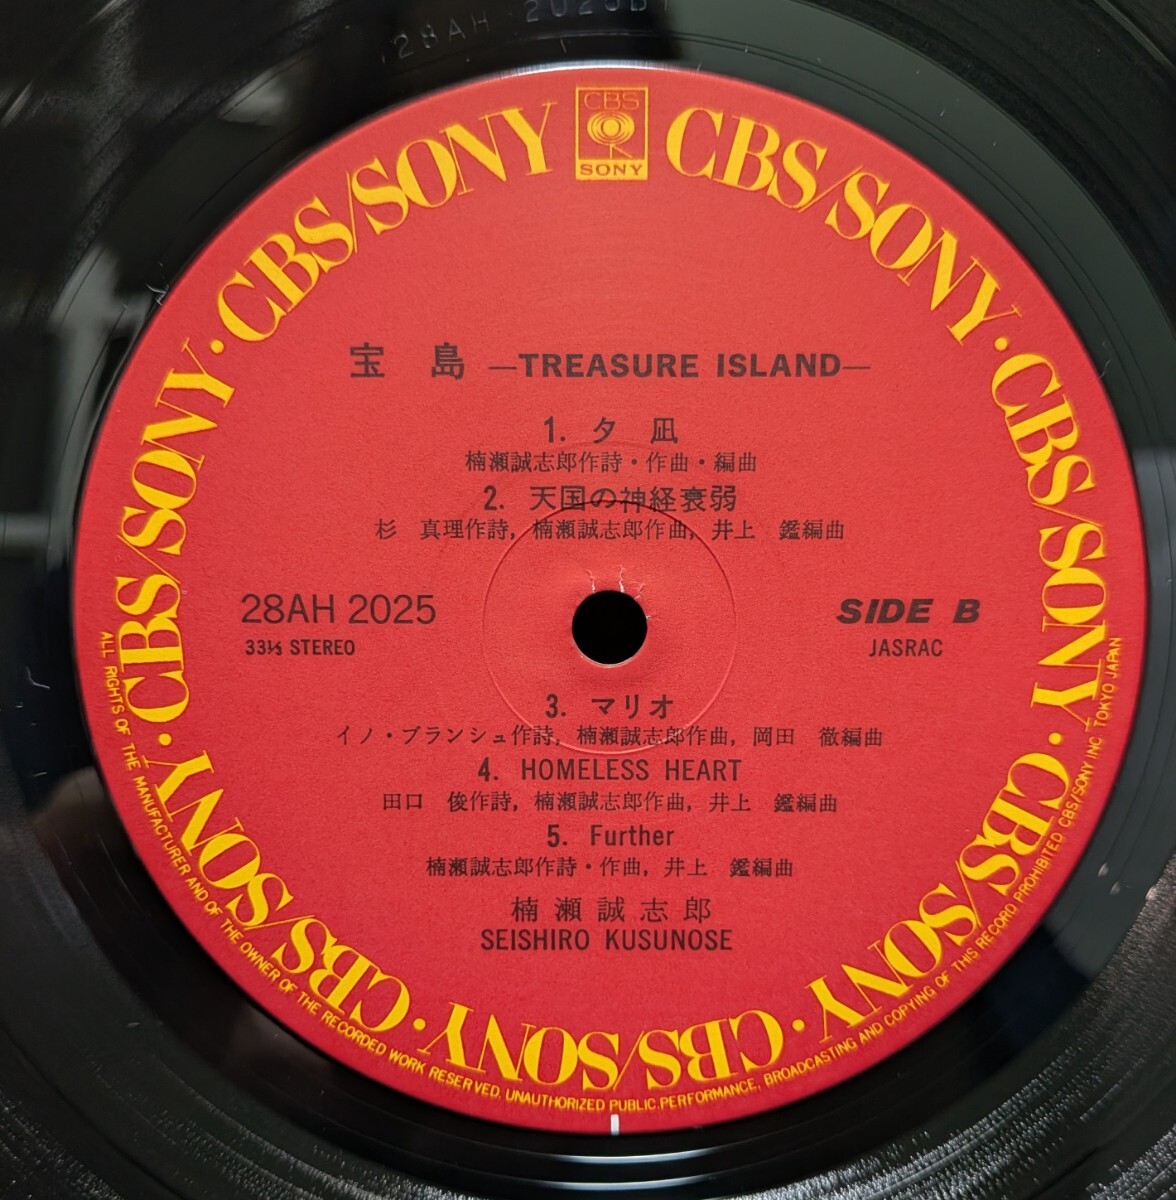 28AH 2025B
CBS
SONY
CBS/SONY · CBS/SONY · CBS/SONY · CBS/SONY · CBS/SONY · CBS/SONY · CBS/SONY · CBS/SONY · CBS/SONY · CBS/SONY
宝 島 —TREASURE ISLAND—
1. 夕 凪
楠瀬誠志郎作詩・作曲・編曲
2. 天国の神経衰弱
杉 真理作詩, 楠瀬誠志郎作曲, 井上 鑑編曲
28AH 2025
33⅓ STEREO
SIDE B
JASRAC
3. マリオ
イノ・ブランシュ作詩, 楠瀬誠志郎作曲, 岡田 徹編曲
4. HOMELESS HEART
田口 俊作詩, 楠瀬誠志郎作曲, 井上 鑑編曲
5. Further
楠瀬誠志郎作詩・作曲, 井上 鑑編曲
楠瀬誠志郎
SEISHIRO KUSUNOSE
ALL RIGHTS OF THE MANUFACTURER AND OF THE OWNER OF THE RECORDED WORK RESERVED. UNAUTHORIZED PUBLIC PERFORMANCE, BROADCASTING AND COPYING OF THIS RECORD PROHIBITED CBS/SONY INC. TOKYO JAPAN